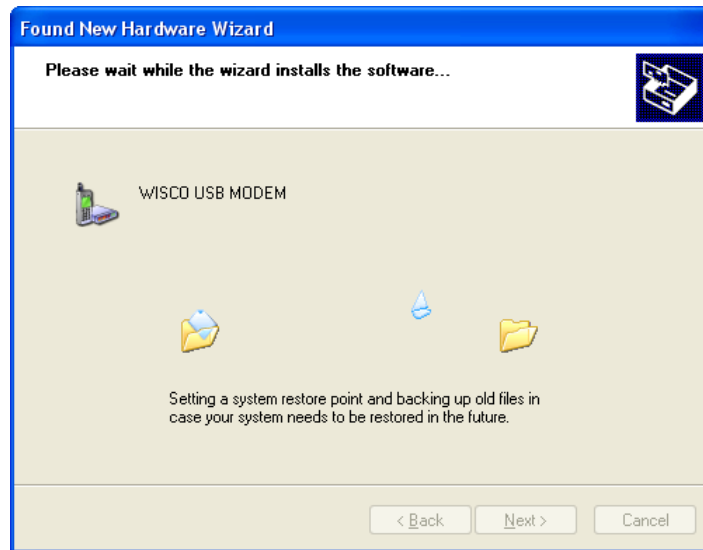 Found New Hardware Wizard
Please wait while the wizard installs the software...
WISCO USB MODEM
Setting a system restore point and backing up old files in
case your system needs to be restored in the future.
< Back Next > Cancel